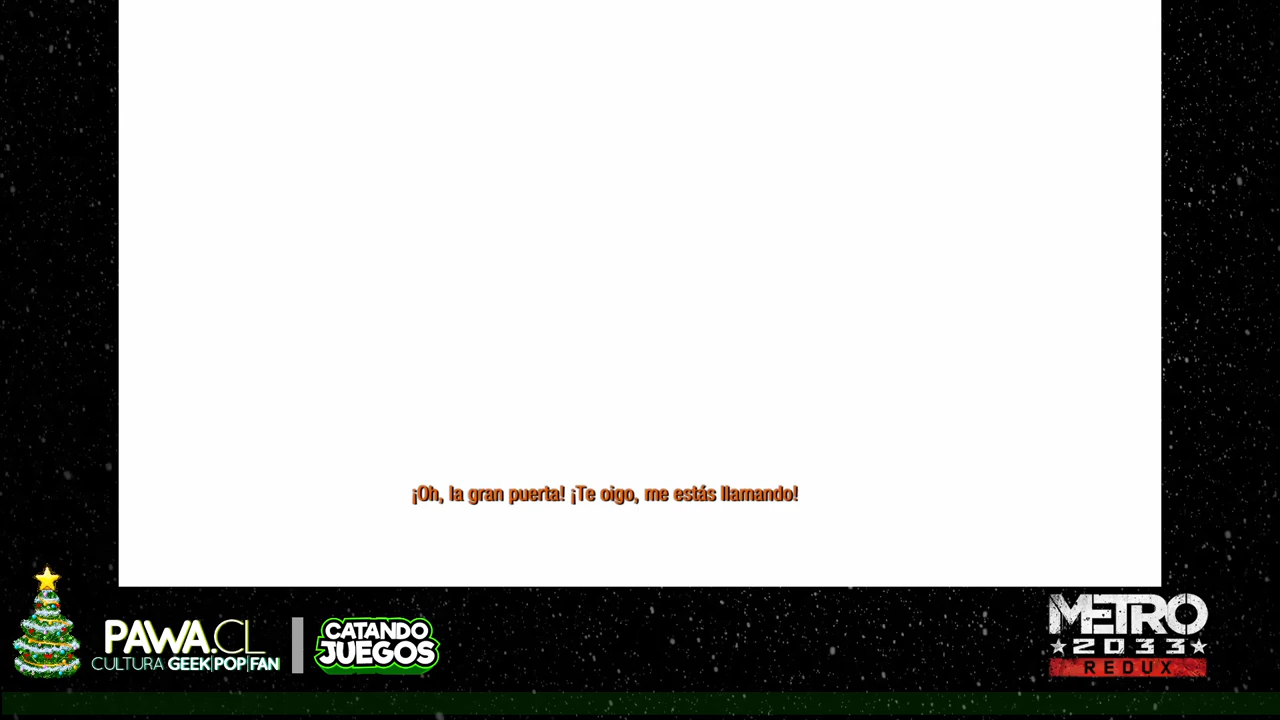 ¡Oh, la gran puerta! ¡Te oigo, me estás llamando!
PAWA.CL
CULTURA GEEK|POP|FAN
CATANDO
JUEGOS
METRO
2033
REDUX